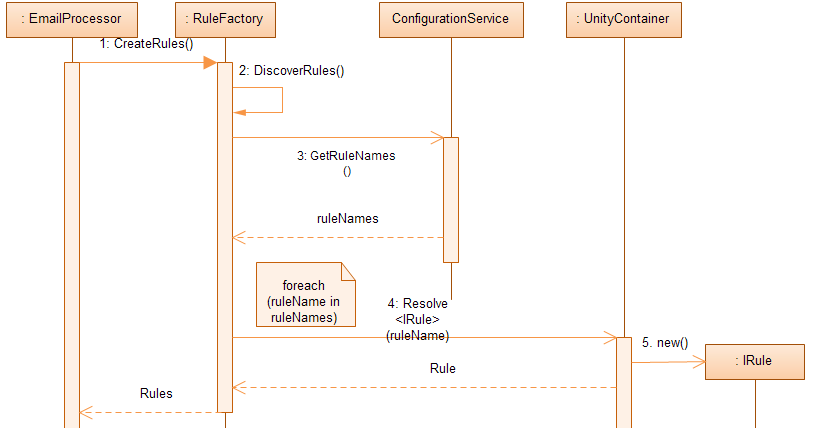 : EmailProcessor
: RuleFactory
ConfigurationService
: UnityContainer
1: CreateRules()
2: DiscoverRules()
3: GetRuleNames
()
ruleNames
foreach
(ruleName in
ruleNames)
4: Resolve
<IRule>
(ruleName)
5. new()
: IRule
Rule
Rules